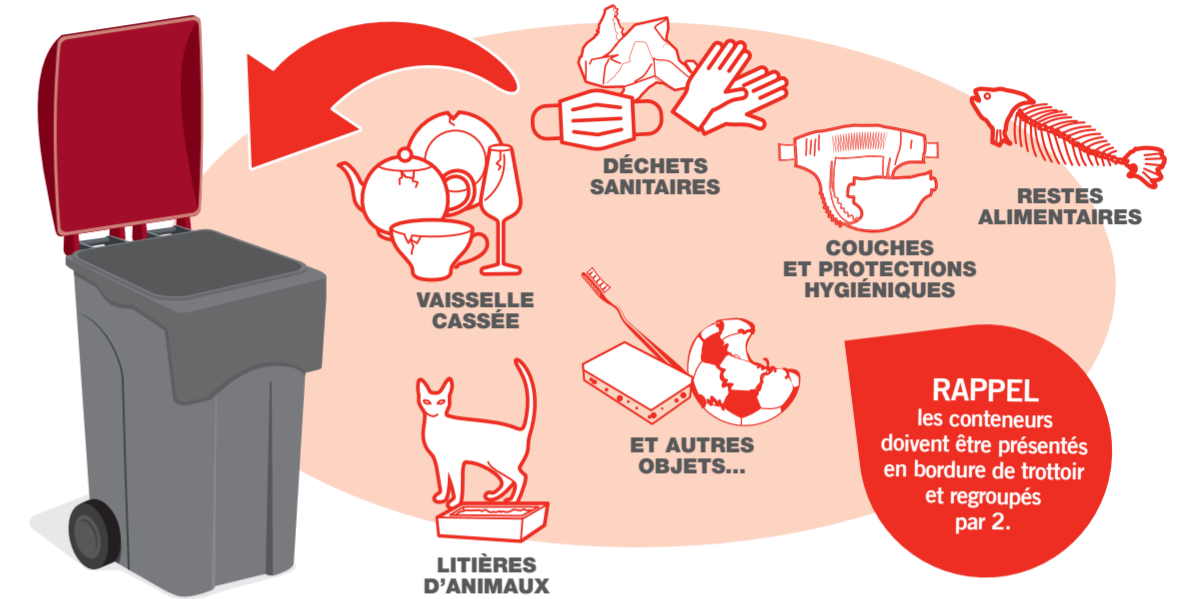 DÉCHETS
SANITAIRES
RESTES
ALIMENTAIRES
COUCHES
ET PROTECTIONS
HYGIÉNIQUES
VAISSELLE
CASSÉE
ET AUTRES
OBJETS...
LITIÈRES
D'ANIMAUX
RAPPEL
les conteneurs
doivent être présentés
en bordure de trottoir
et regroupés
par 2.